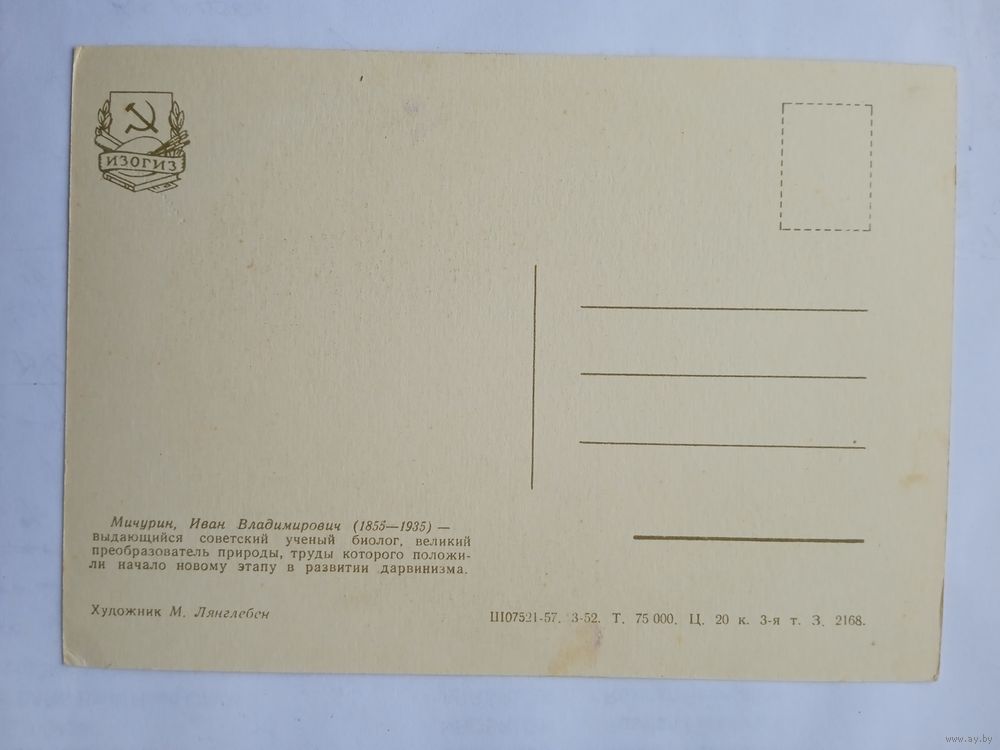 ИЗОГИЗ
Мичурин, Иван Владимирович (1855—1935) —
выдающийся советский ученый биолог, великий
преобразователь природы, труды которого положи-
ли начало новому этапу в развитии дарвинизма.
Художник М. Лянглебен
Ш07521-57. 3-52. Т. 75 000. Ц. 20 к. 3-я т. З. 2168.
www.ay.by